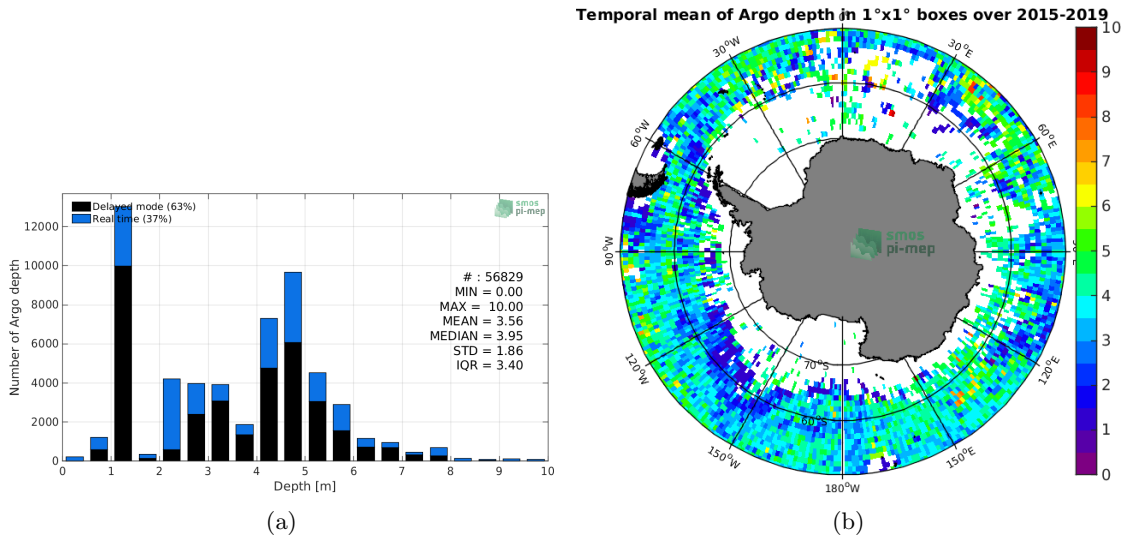 Temporal mean of Argo depth in 1°x1° boxes over 2015-2019
Delayed mode (63%)
Real time (37%)
smos
pi-mep
# : 56829
MIN = 0.00
MAX = 10.00
MEAN = 3.56
MEDIAN = 3.95
STD = 1.86
IQR = 3.40
Number of Argo depth
12000
10000
8000
6000
4000
2000
0
0 1 2 3 4 5 6 7 8 9 10
Depth [m]
(a)
30°W
30°E
60°W
60°E
90°W
120°W
120°E
150°W
150°E
180°W
70°S
60°S
smos
pi-mep
10
9
8
7
6
5
4
3
2
1
0
(b)